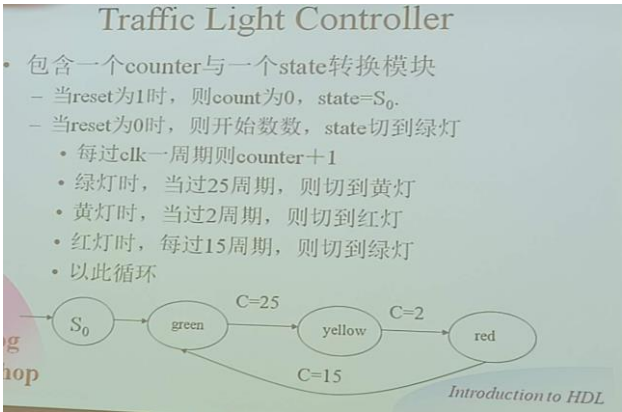 Traffic Light Controller
• 包含一个counter与一个state转换模块
– 当reset为1时，则count为0，state=S₀.
– 当reset为0时，则开始数数，state切到绿灯
• 每过clk一周期则counter＋1
• 绿灯时，当过25周期，则切到黄灯
• 黄灯时，当过2周期，则切到红灯
• 红灯时，每过15周期，则切到绿灯
• 以此循环
C=25
C=2
S₀
green
yellow
red
C=15
Introduction to HDL